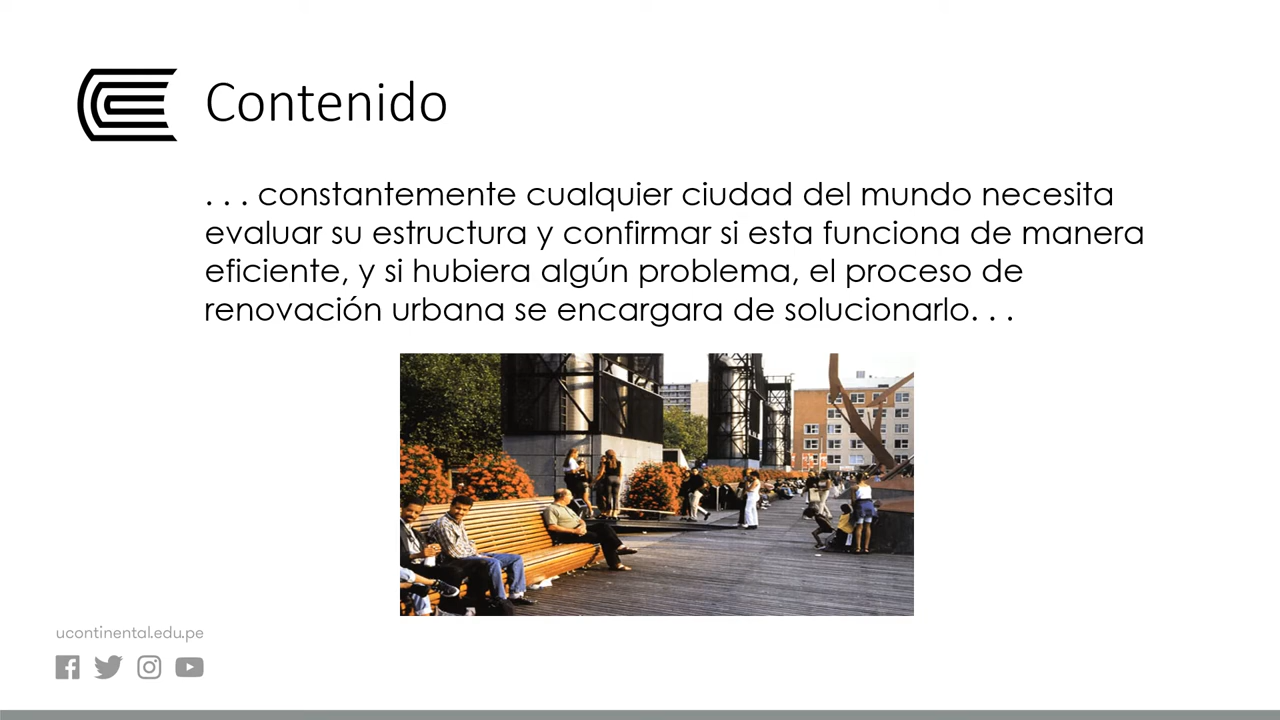 Contenido
. . . constantemente cualquier ciudad del mundo necesita
evaluar su estructura y confirmar si esta funciona de manera
eficiente, y si hubiera algún problema, el proceso de
renovación urbana se encargara de solucionarlo. . .
ucontinental.edu.pe